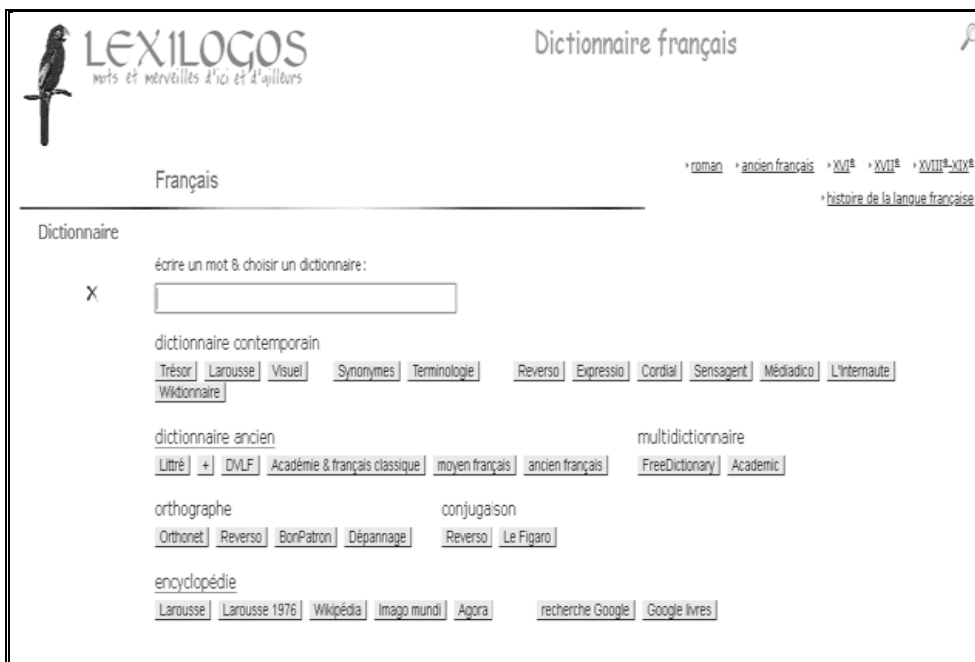 LEXILOGOS
mots et merveilles d'ici et d'ailleurs
Dictionnaire français
roman ancien français XVIe XVIIe XVIIIe-XIXe
Français
histoire de la langue française
Dictionnaire
écrire un mot & choisir un dictionnaire:
X
dictionnaire contemporain
Trésor Larousse Visuel Synonymes Terminologie Reverso Expressio Cordial Sensagent Médiadico L'Internaute
Wiktionnaire
dictionnaire ancien multidictionnaire
Littré + DVLF Académie & français classique moyen français ancien français FreeDictionary Academic
orthographe conjugaison
Orthonet Reverso BonPatron Dépannage Reverso Le Figaro
encyclopédie
Larousse Larousse 1976 Wikipédia Imago mundi Agora recherche Google Google livres